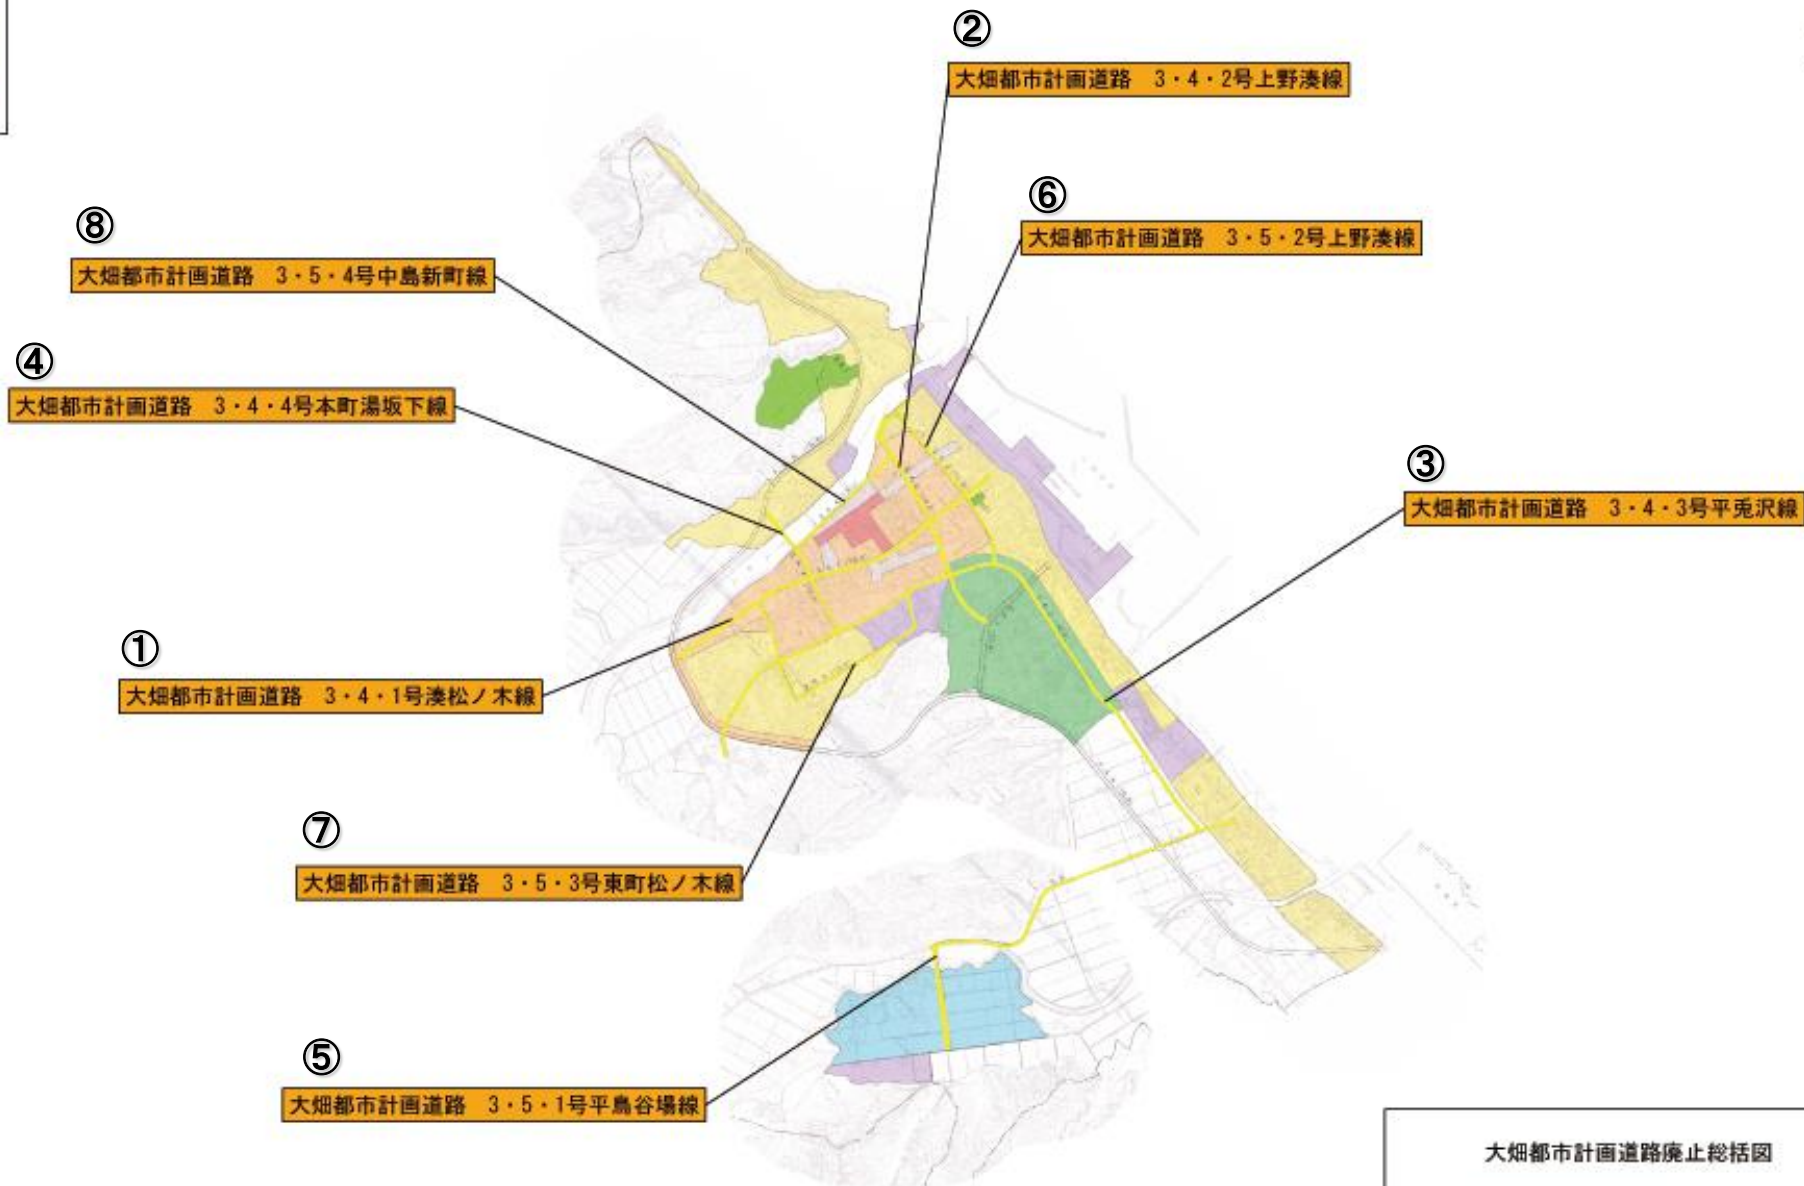 ②
大畑都市計画道路　3・4・2号上野湊線
⑥
大畑都市計画道路　3・5・2号上野湊線
⑧
大畑都市計画道路　3・5・4号中島新町線
④
大畑都市計画道路　3・4・4号本町湯坂下線
③
大畑都市計画道路　3・4・3号平兎沢線
①
大畑都市計画道路　3・4・1号湊松ノ木線
⑦
大畑都市計画道路　3・5・3号東町松ノ木線
⑤
大畑都市計画道路　3・5・1号平鳥谷場線
大畑都市計画道路廃止総括図